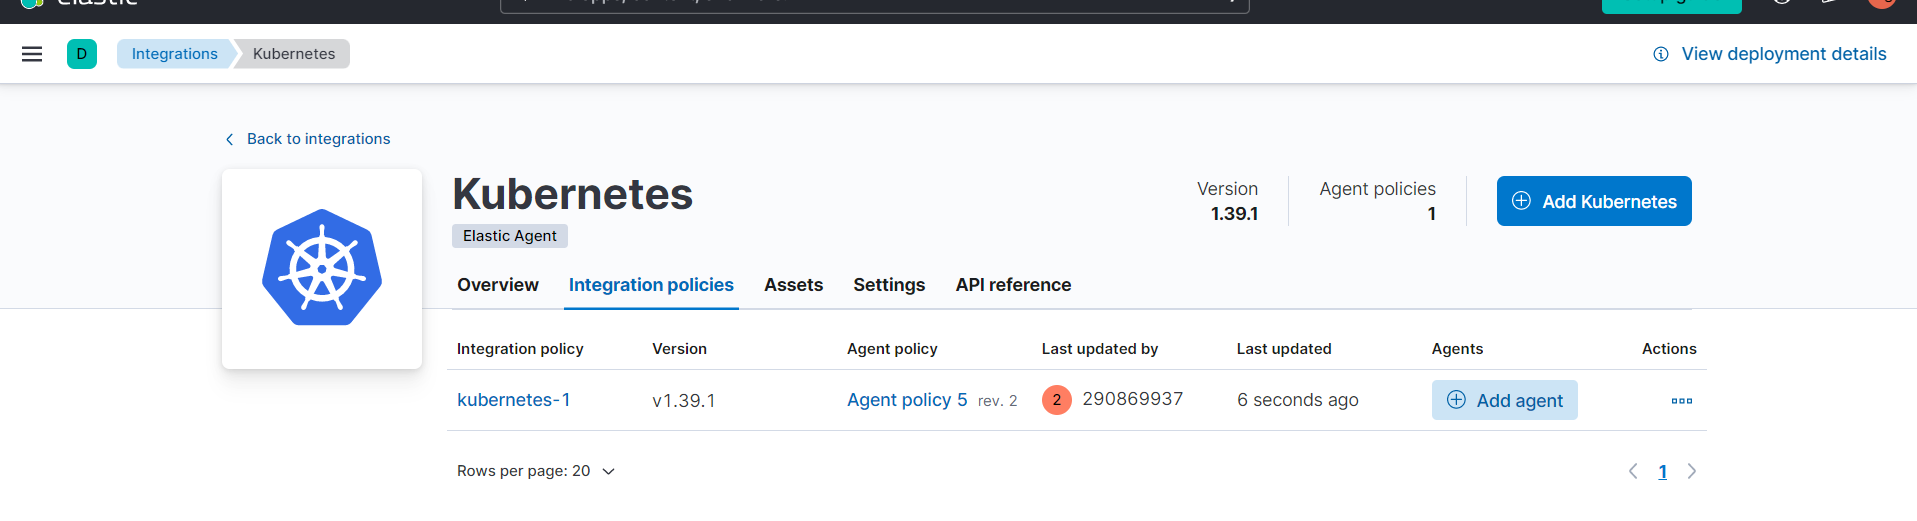 elastic
D Integrations Kubernetes View deployment details
Back to integrations
Kubernetes
Elastic Agent
Version
1.39.1
Agent policies
1
Add Kubernetes
Overview Integration policies Assets Settings API reference
Integration policy Version Agent policy Last updated by Last updated Agents Actions
kubernetes-1 v1.39.1 Agent policy 5 rev. 2 2 290869937 6 seconds ago Add agent
Rows per page: 20 1